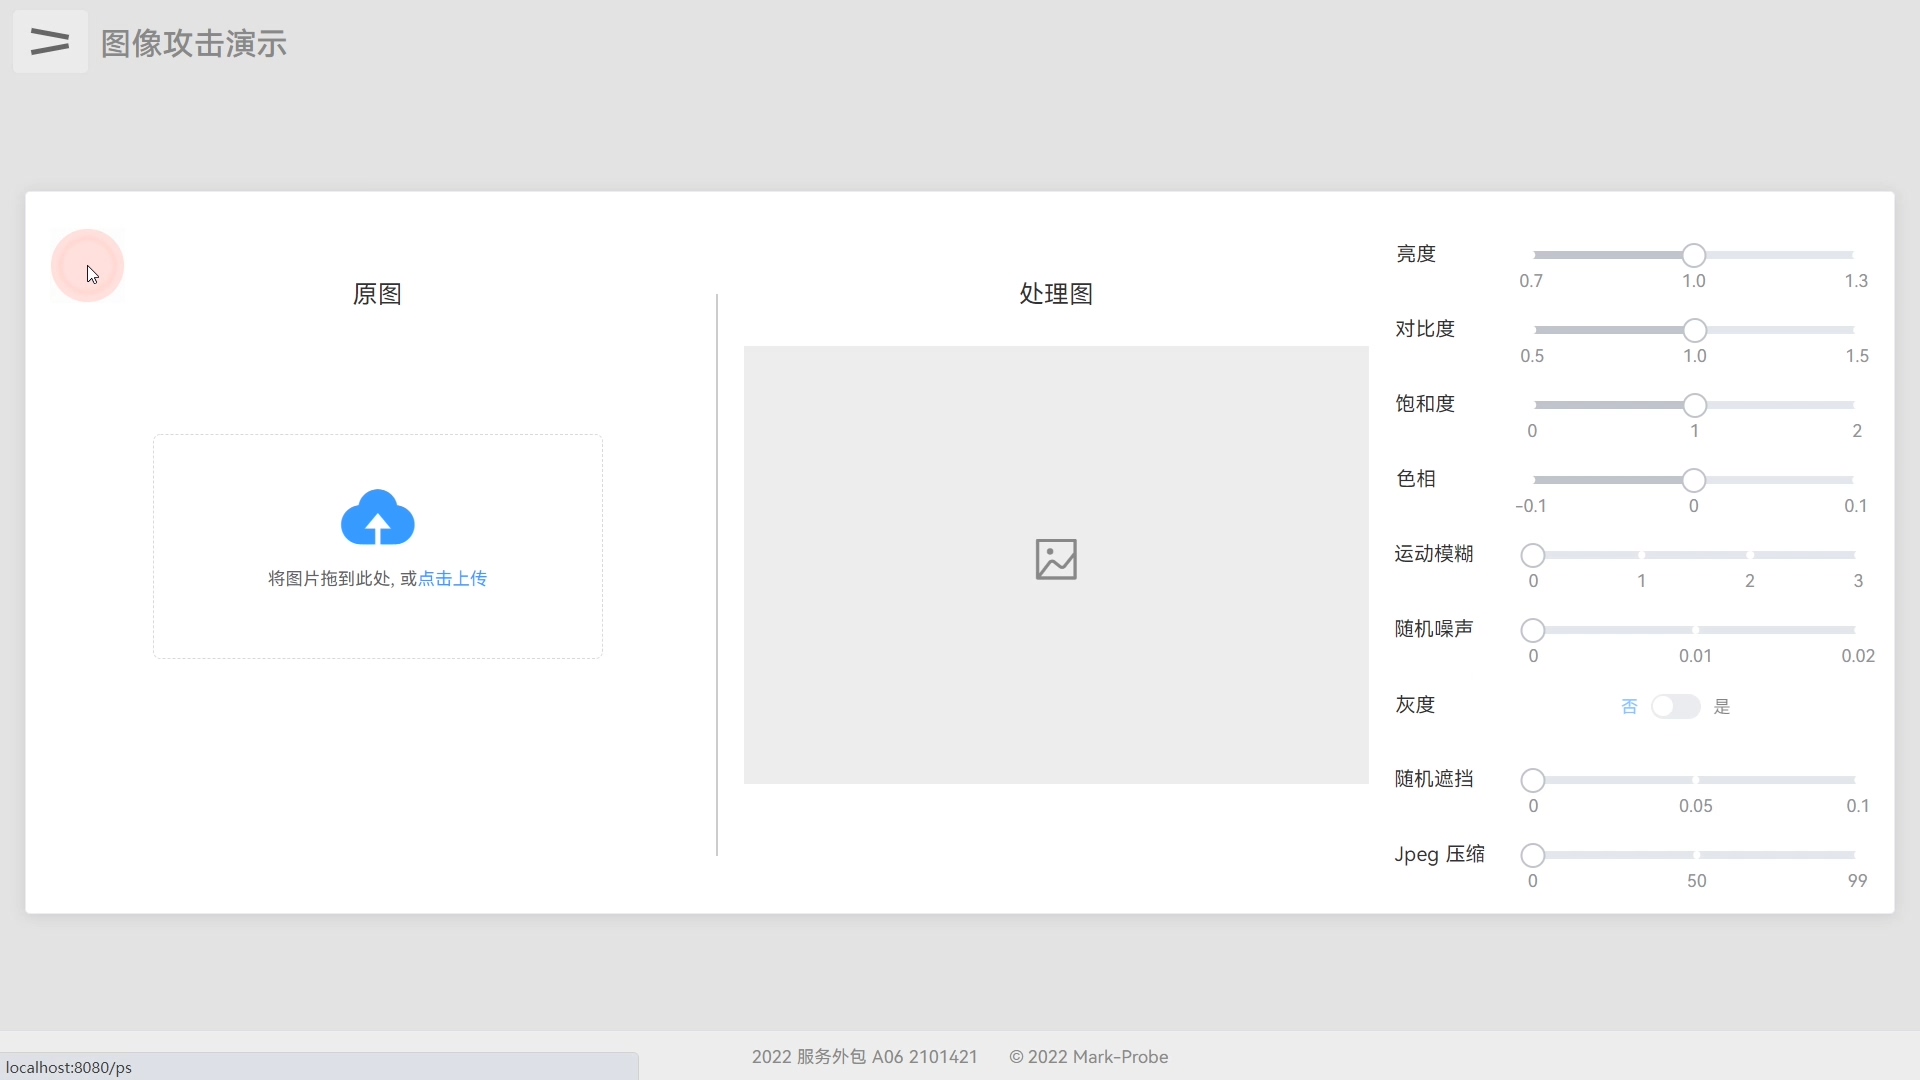 图像攻击演示
原图
处理图
将图片拖到此处, 或点击上传
亮度
0.7 1.0 1.3
对比度
0.5 1.0 1.5
饱和度
0 1 2
色相
-0.1 0 0.1
运动模糊
0 1 2 3
随机噪声
0 0.01 0.02
灰度 否 是
随机遮挡
0 0.05 0.1
Jpeg 压缩
0 50 99
2022 服务外包 A06 2101421 © 2022 Mark-Probe
localhost:8080/ps